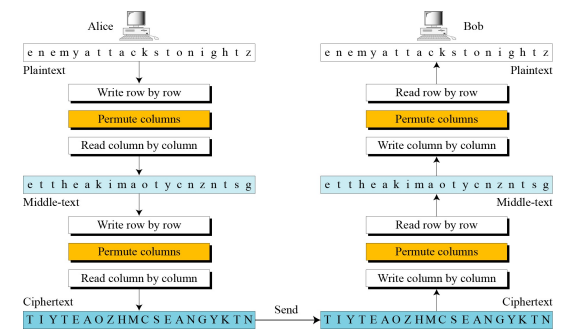 Alice
e n e m y a t t a c k s t o n i g h t z
Plaintext
Write row by row
Permute columns
Read column by column
e t t h e a k i m a o t y c n z n t s g
Middle-text
Write row by row
Permute columns
Read column by column
Ciphertext
T I Y T E A O Z H M C S E A N G Y K T N
Send
Bob
e n e m y a t t a c k s t o n i g h t z
Plaintext
Read row by row
Permute columns
Write column by column
e t t h e a k i m a o t y c n z n t s g
Middle-text
Read row by row
Permute columns
Write column by column
Ciphertext
T I Y T E A O Z H M C S E A N G Y K T N